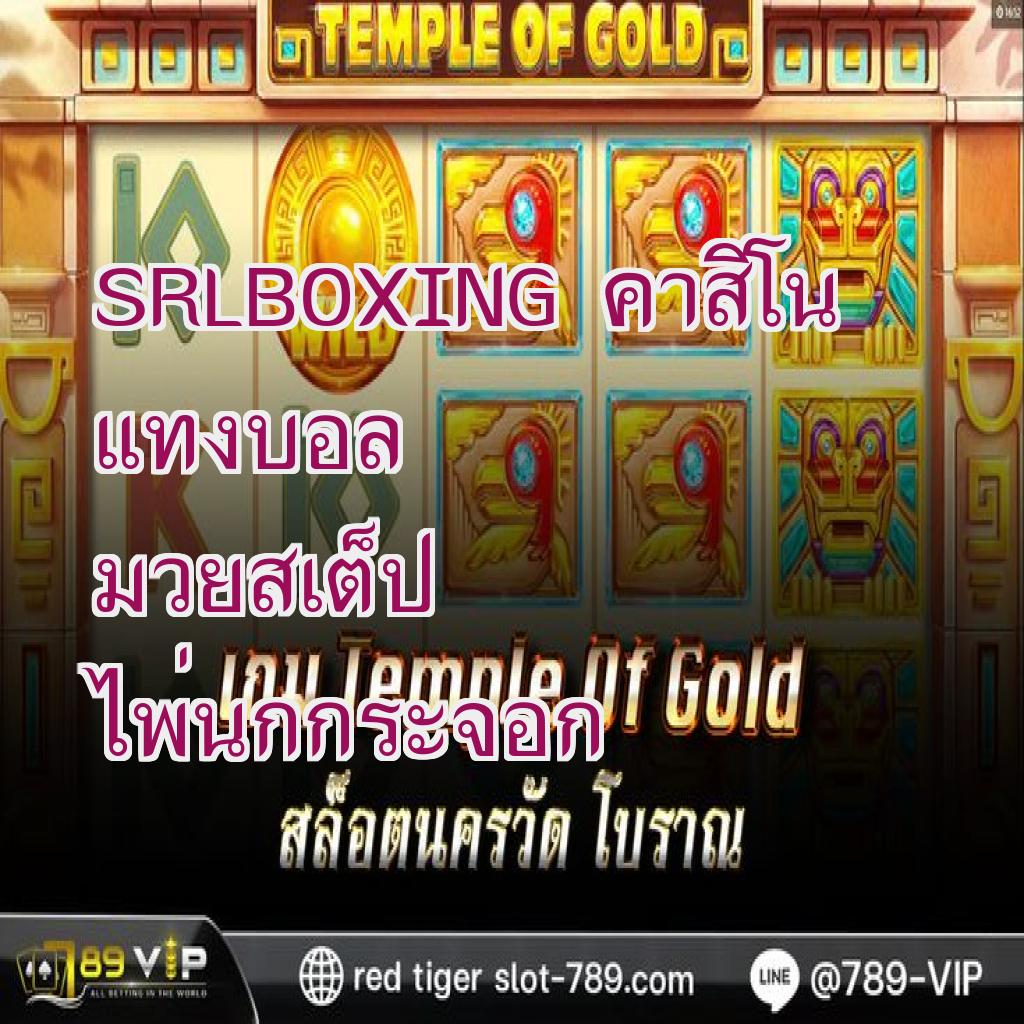 TEMPLE OF GOLD
WILD
SRLBOXING คาสิโน
แทงบอล
มวยสเต็ป
ไพ่นกกระจอก
เกม Temple Of Gold
สล็อตนครวัด โบราณ
789 VIP
ALL BETTING IN THE WORLD
red tiger slot-789.com
LINE @789-VIP